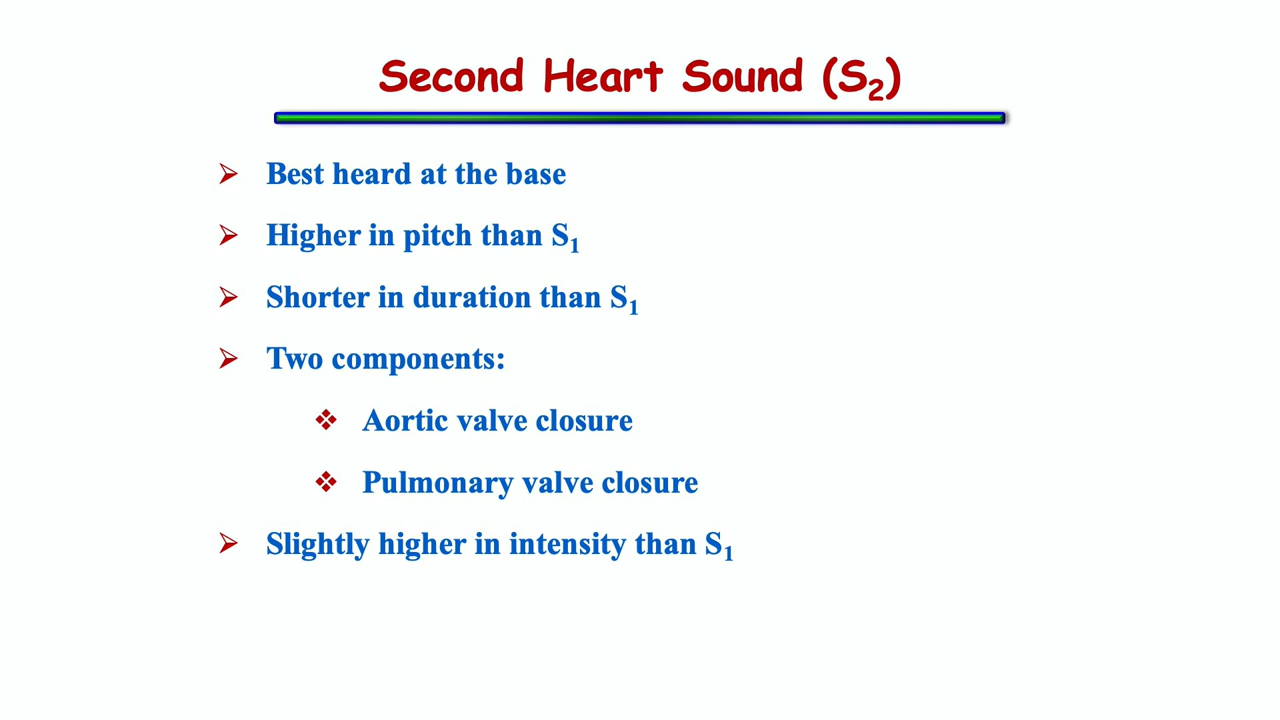 Second Heart Sound (S₂)
Best heard at the base
Higher in pitch than S₁
Shorter in duration than S₁
Two components:
Aortic valve closure
Pulmonary valve closure
Slightly higher in intensity than S₁